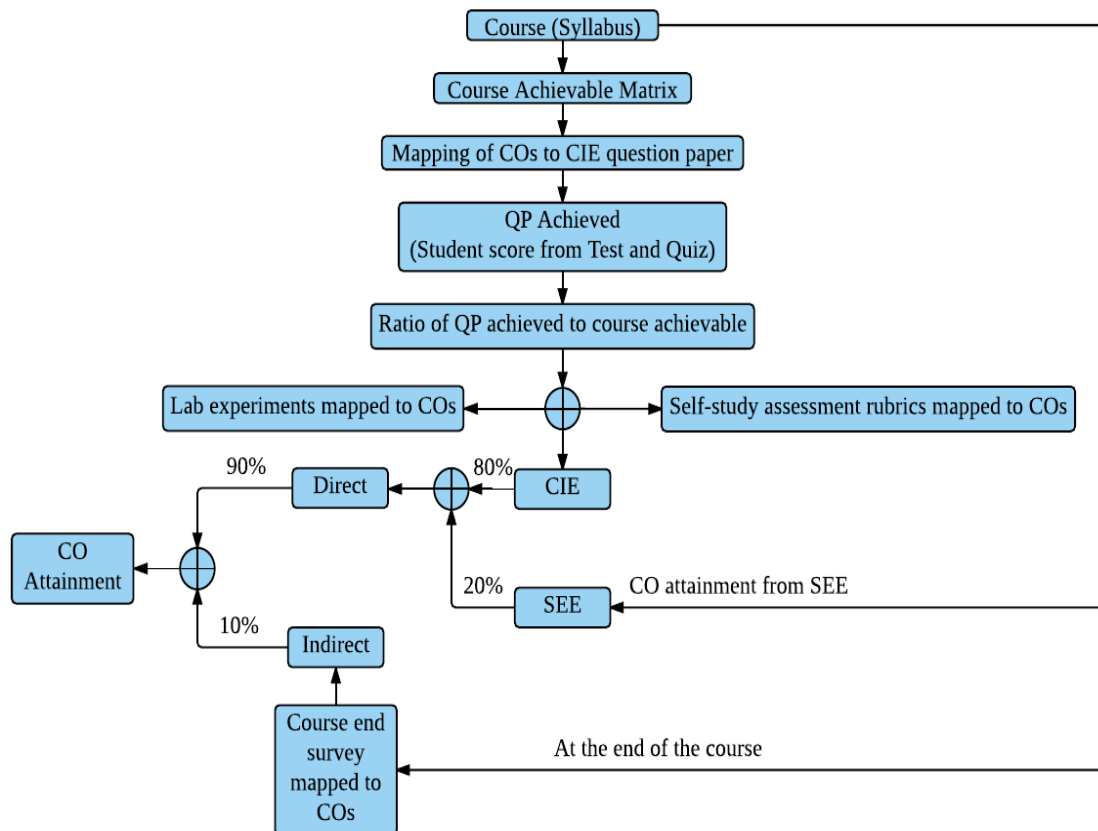 Course (Syllabus)
Course Achievable Matrix
Mapping of COs to CIE question paper
QP Achieved
(Student score from Test and Quiz)
Ratio of QP achieved to course achievable
Lab experiments mapped to COs
Self-study assessment rubrics mapped to COs
90%
Direct
80%
CIE
CO
Attainment
20%
SEE
CO attainment from SEE
10%
Indirect
Course end
survey
mapped to
COs
At the end of the course